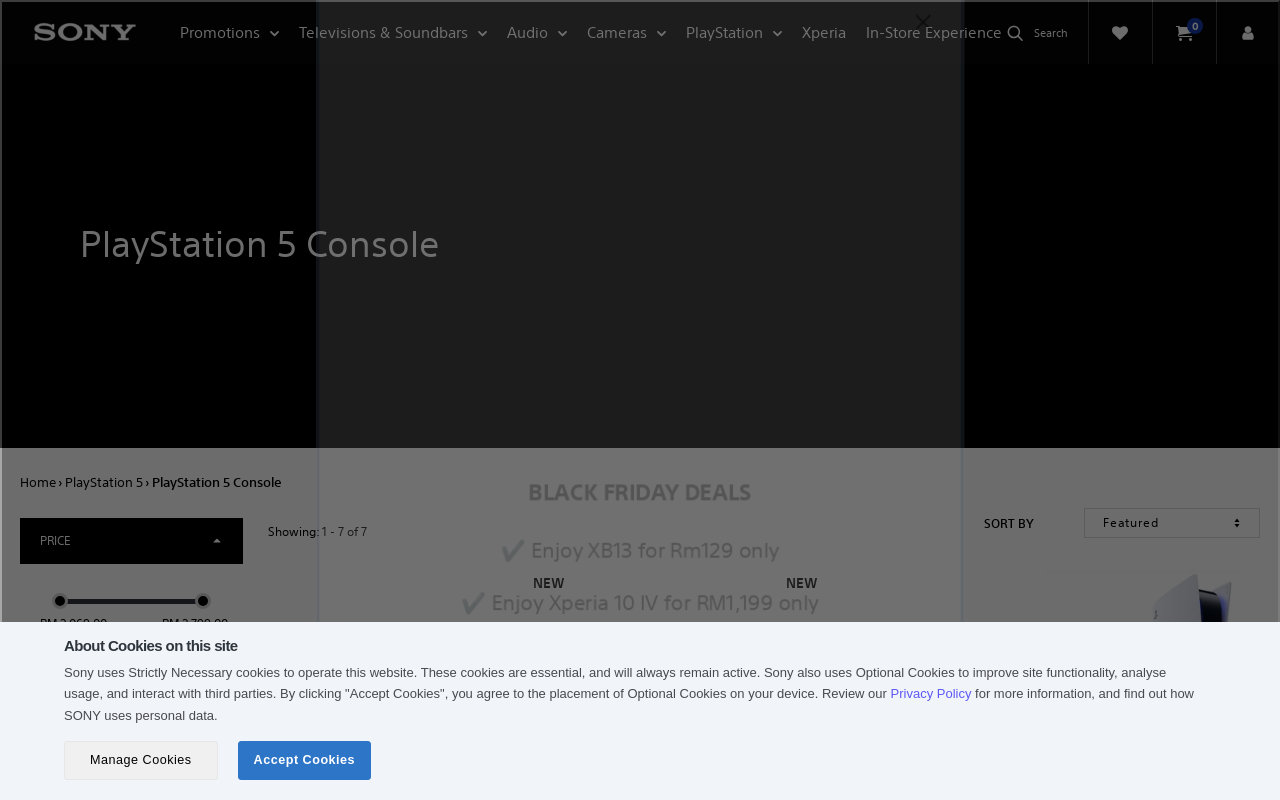 SONY
Promotions
Televisions & Soundbars
Audio
Cameras
PlayStation
Xperia
In-Store Experience
Search
0
PlayStation 5 Console
Home › PlayStation 5 › PlayStation 5 Console
BLACK FRIDAY DEALS
SORT BY
Featured
PRICE
Showing: 1 - 7 of 7
✔ Enjoy XB13 for Rm129 only
NEW
NEW
✔ Enjoy Xperia 10 IV for RM1,199 only
About Cookies on this site
Sony uses Strictly Necessary cookies to operate this website. These cookies are essential, and will always remain active. Sony also uses Optional Cookies to improve site functionality, analyse
usage, and interact with third parties. By clicking "Accept Cookies", you agree to the placement of Optional Cookies on your device. Review our Privacy Policy for more information, and find out how
SONY uses personal data.
Manage Cookies
Accept Cookies